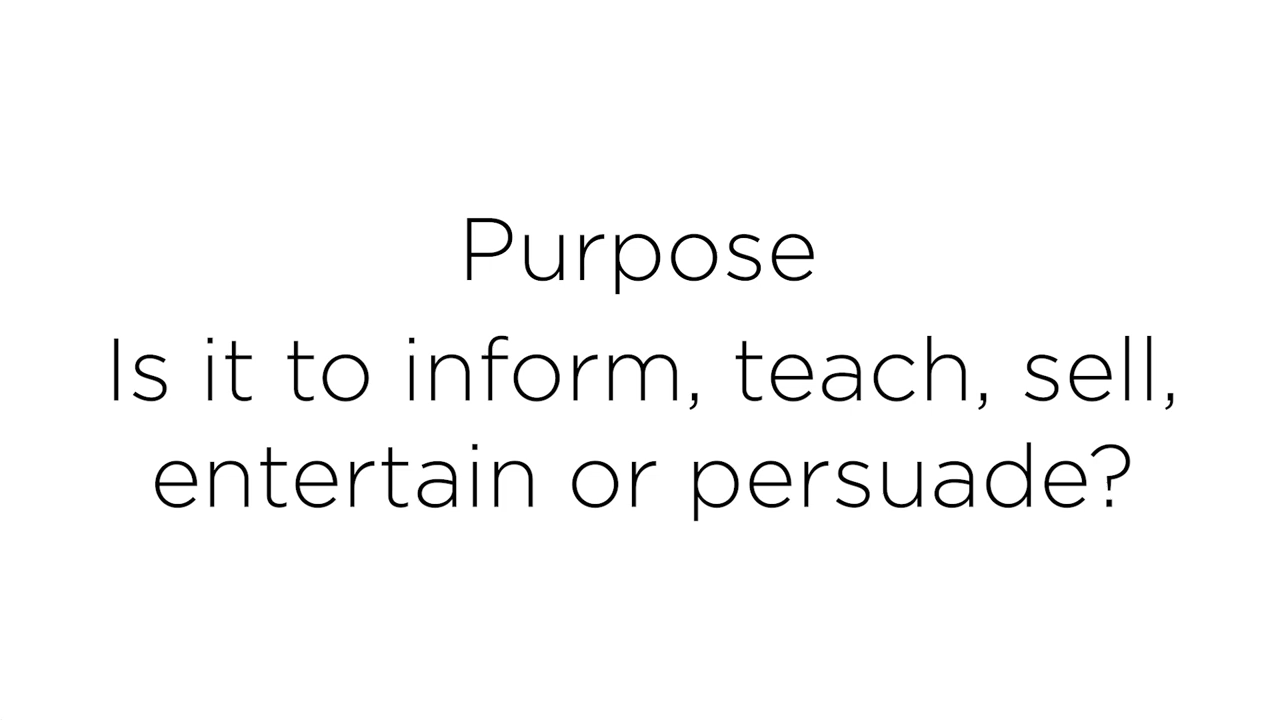 Purpose
Is it to inform, teach, sell,
entertain or persuade?